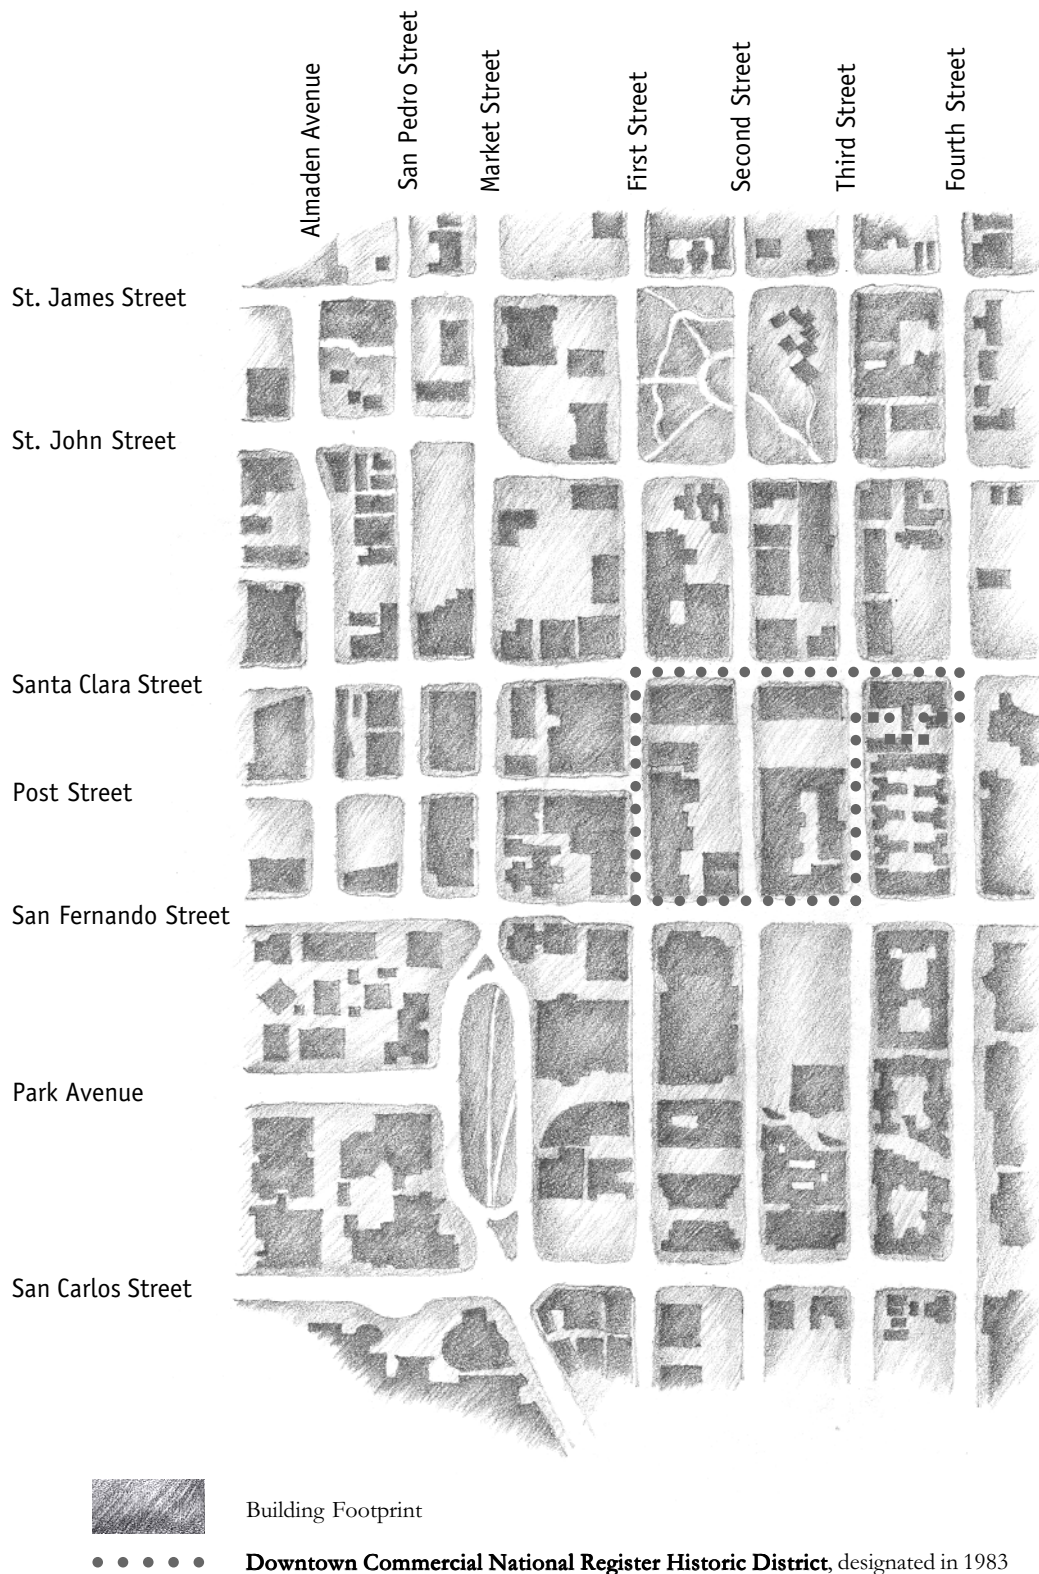 Almaden Avenue
San Pedro Street
Market Street
First Street
Second Street
Third Street
Fourth Street
St. James Street
St. John Street
Santa Clara Street
Post Street
San Fernando Street
Park Avenue
San Carlos Street
Building Footprint
Downtown Commercial National Register Historic District, designated in 1983